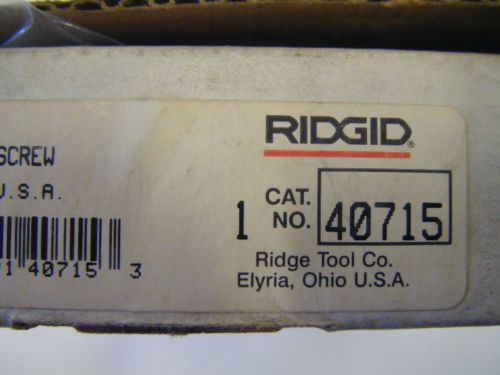 RIDGID®
SCREW
U.S.A.
1 CAT. NO. 40715
1 40715 3
Ridge Tool Co.
Elyria, Ohio U.S.A.